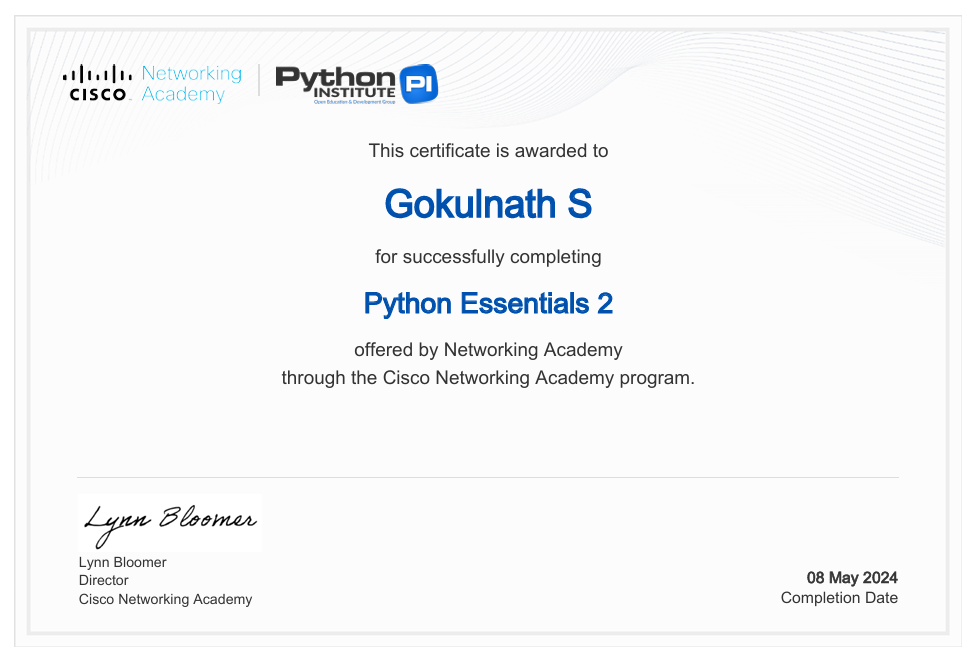 Networking
CISCO Academy
Python
INSTITUTE
PI
Open Education & Development Group
This certificate is awarded to
Gokulnath S
for successfully completing
Python Essentials 2
offered by Networking Academy
through the Cisco Networking Academy program.
Lynn Bloomer
Lynn Bloomer
Director
Cisco Networking Academy
08 May 2024
Completion Date